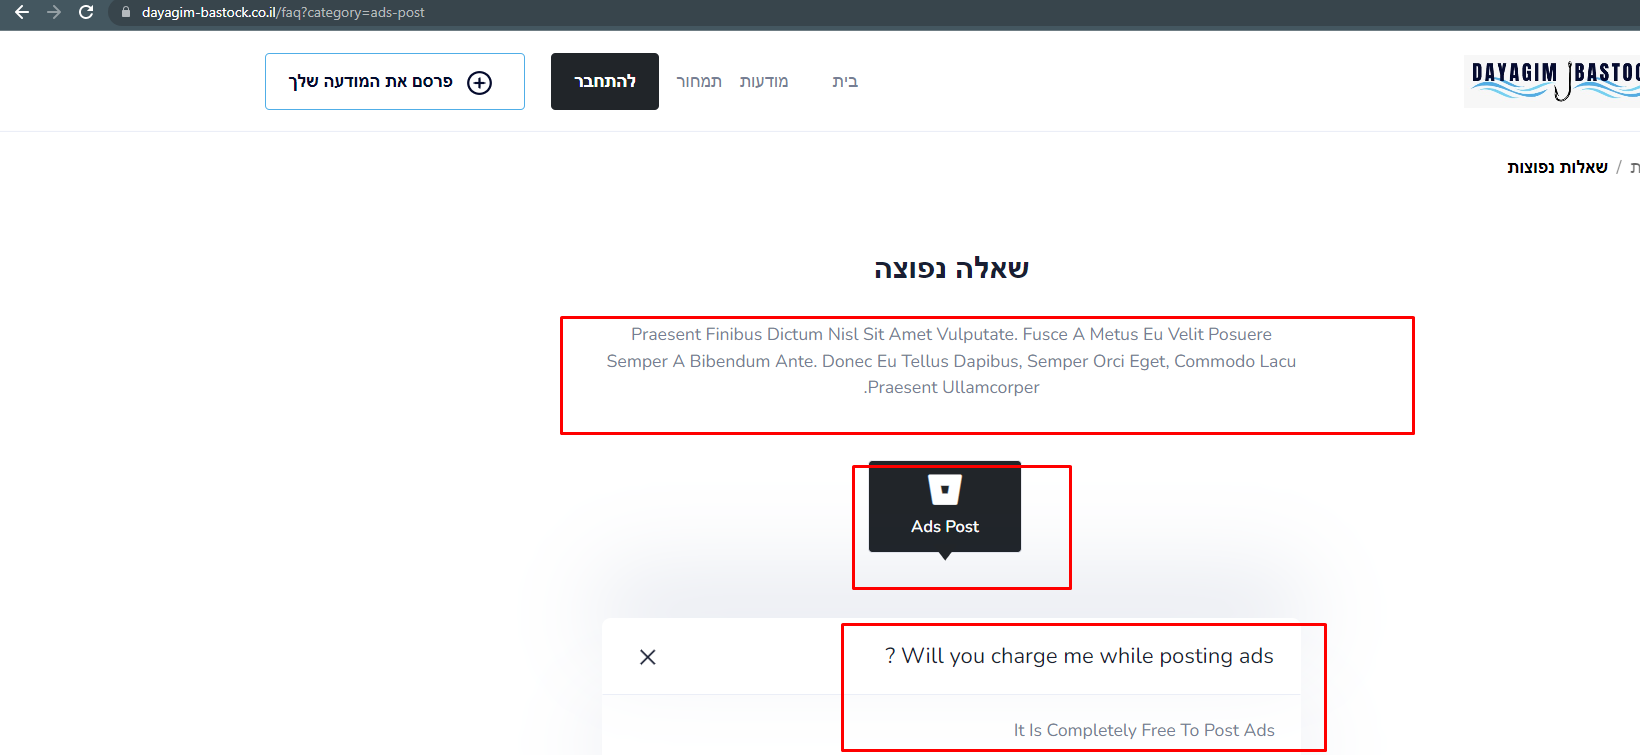 dayagim-bastock.co.il/faq?category=ads-post
DAYAGIM BASTOC
בית
מודעות
תמחור
להתחבר
פרסם את המודעה שלך
ת / שאלות נפוצות
שאלה נפוצה
Praesent Finibus Dictum Nisl Sit Amet Vulputate. Fusce A Metus Eu Velit Posuere
Semper A Bibendum Ante. Donec Eu Tellus Dapibus, Semper Orci Eget, Commodo Lacu
.Praesent Ullamcorper
Ads Post
? Will you charge me while posting ads
It Is Completely Free To Post Ads